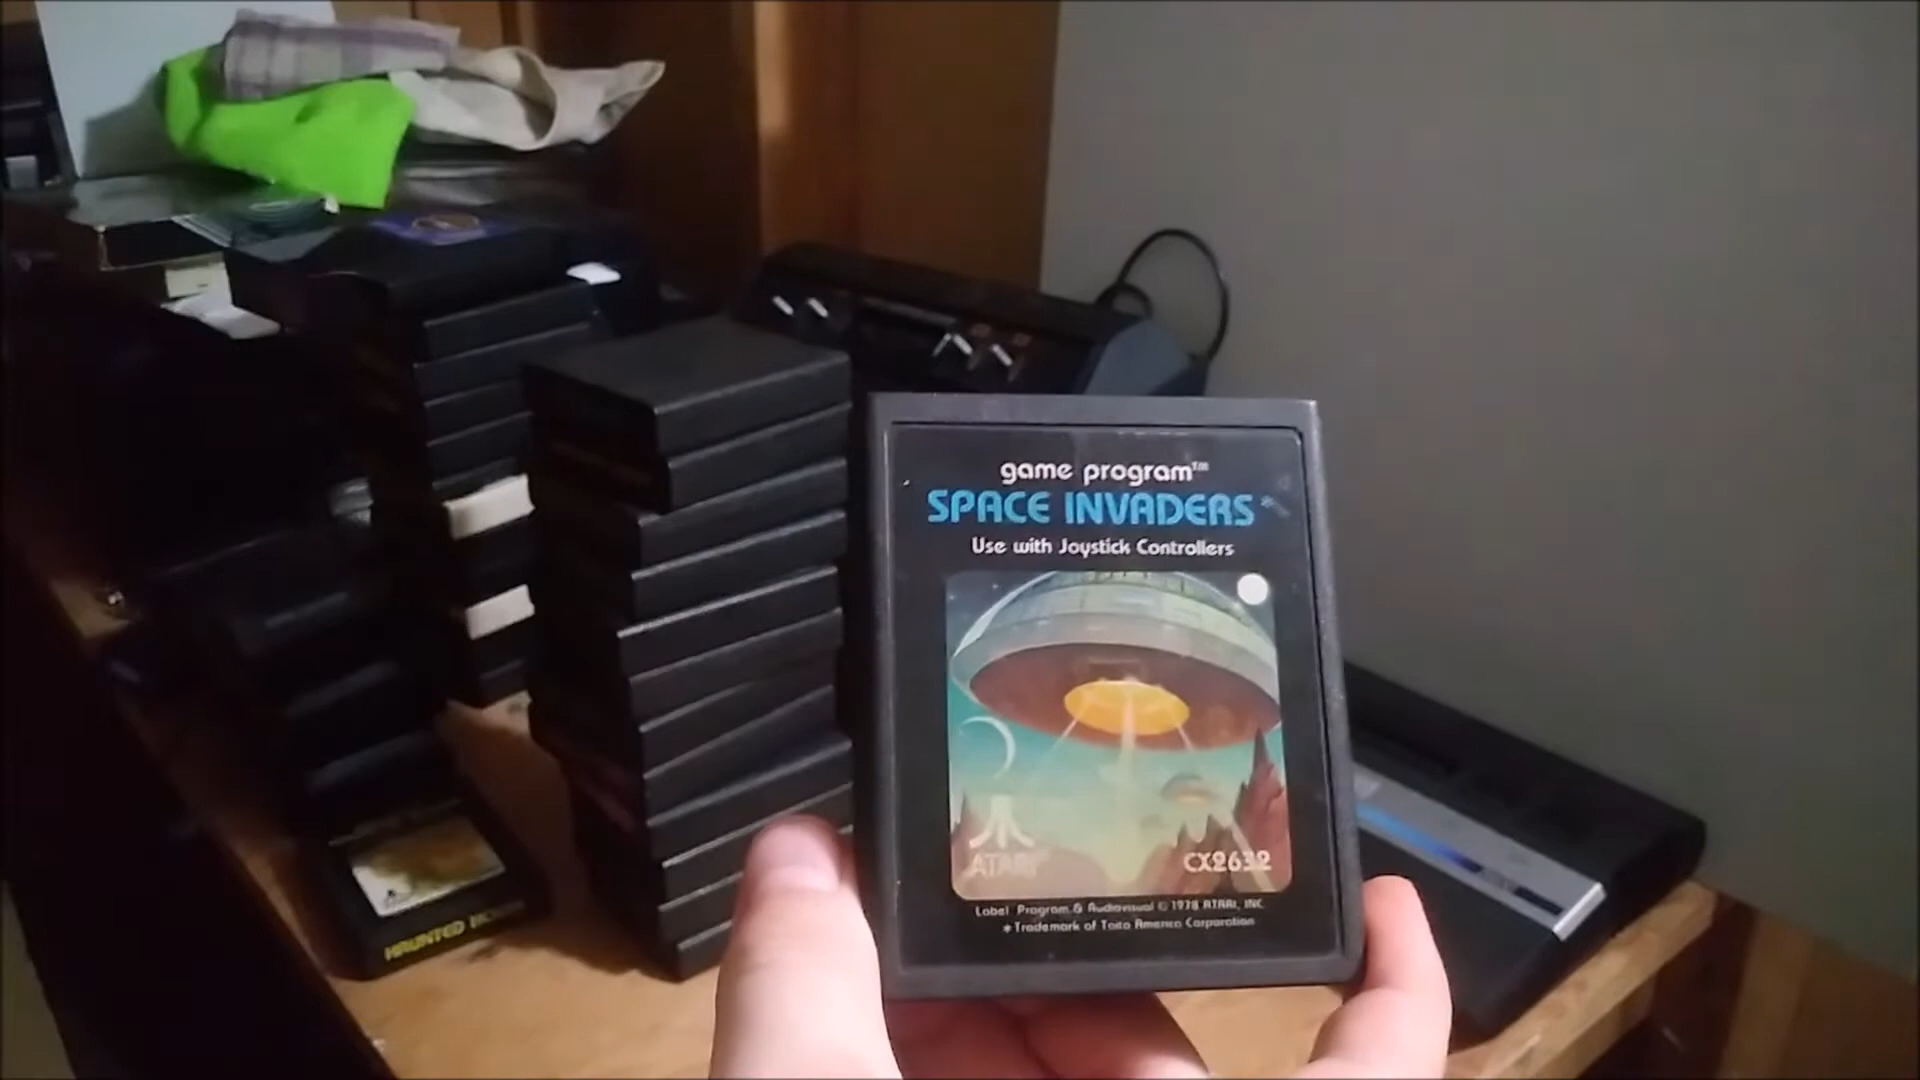 game program™
SPACE INVADERS*
Use with Joystick Controllers
ATARI
CX2632
Label Program & Audiovisual © 1978 ATARI, INC.
* Trademark of Taito America Corporation
HAUNTED